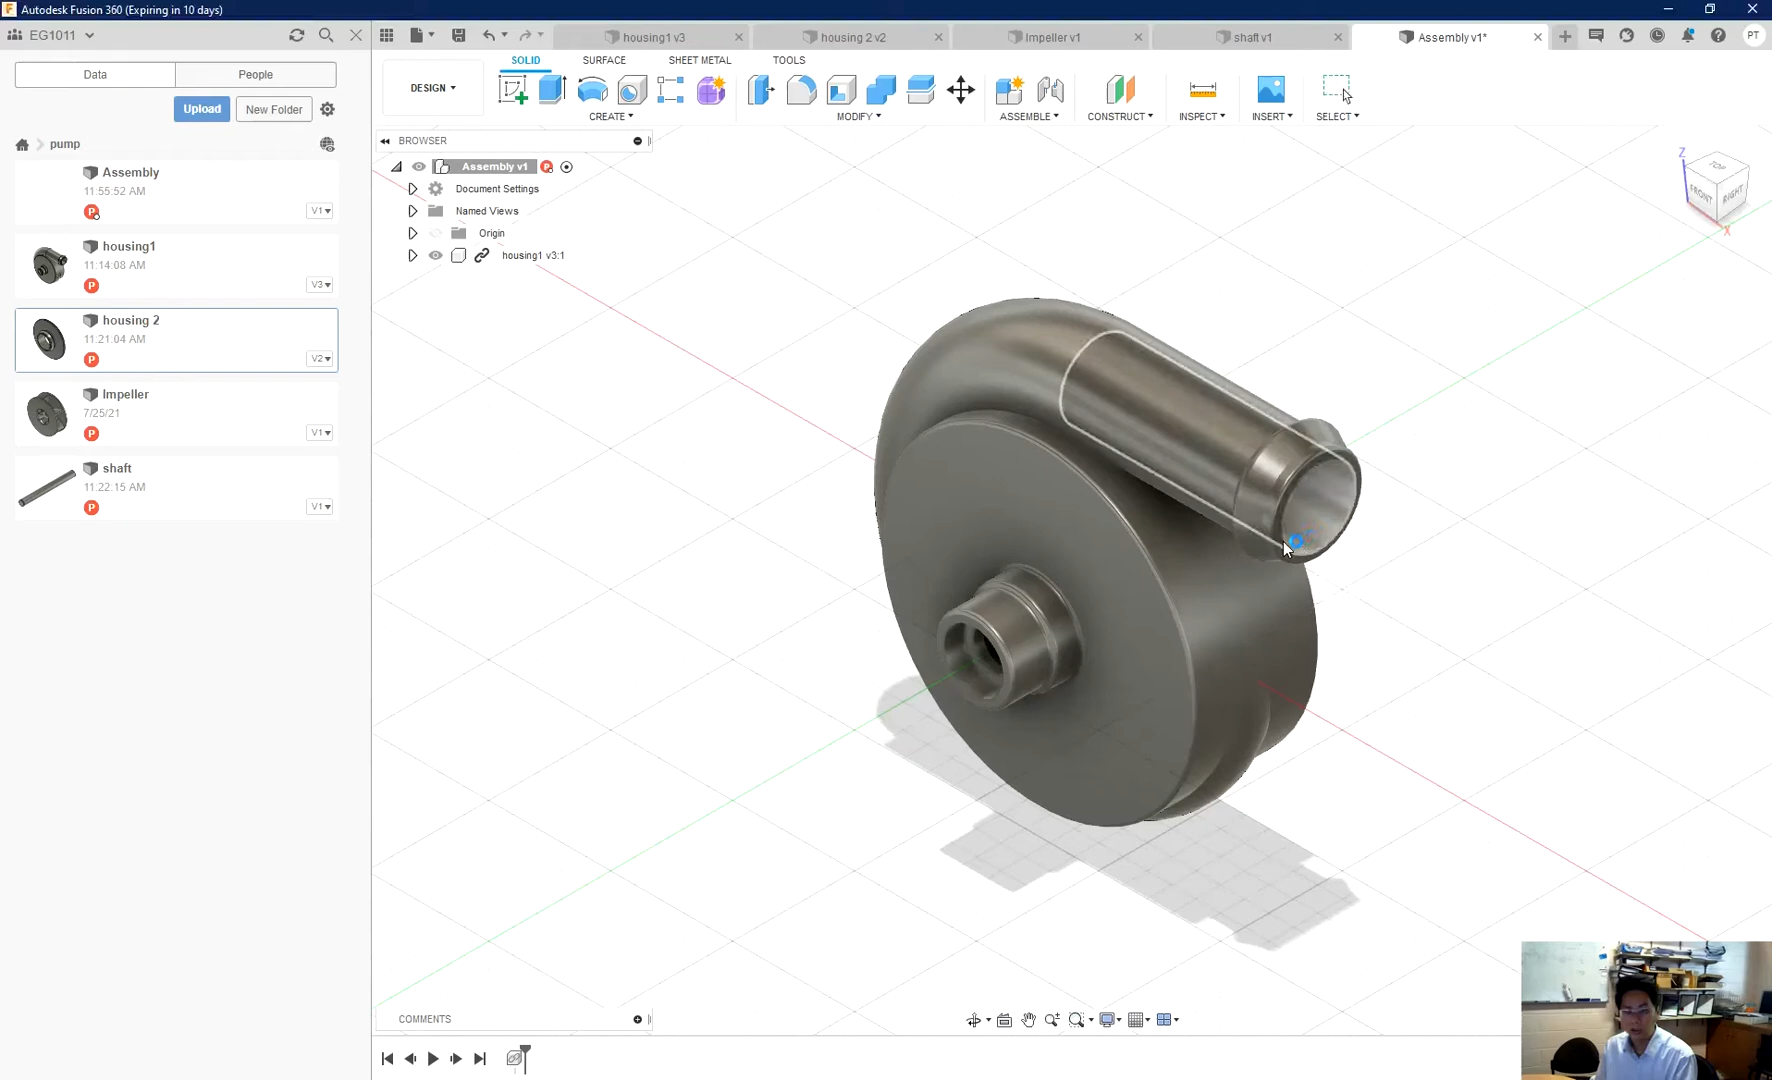 Autodesk Fusion 360 (Expiring in 10 days)
EG1011
housing1 v3
housing 2 v2
Impeller v1
shaft v1
Assembly v1*
PT
Data
People
SOLID
SURFACE
SHEET METAL
TOOLS
DESIGN
Upload
New Folder
CREATE
MODIFY
ASSEMBLE
CONSTRUCT
INSPECT
INSERT
SELECT
pump
BROWSER
Assembly v1
Document Settings
Named Views
Origin
housing1 v3:1
Assembly
11:55:52 AM
P
V1
housing1
11:14:08 AM
P
V3
housing 2
11:21:04 AM
P
V2
Impeller
7/25/21
P
V1
shaft
11:22:15 AM
P
V1
Z
TOP
FRONT
RIGHT
X
COMMENTS